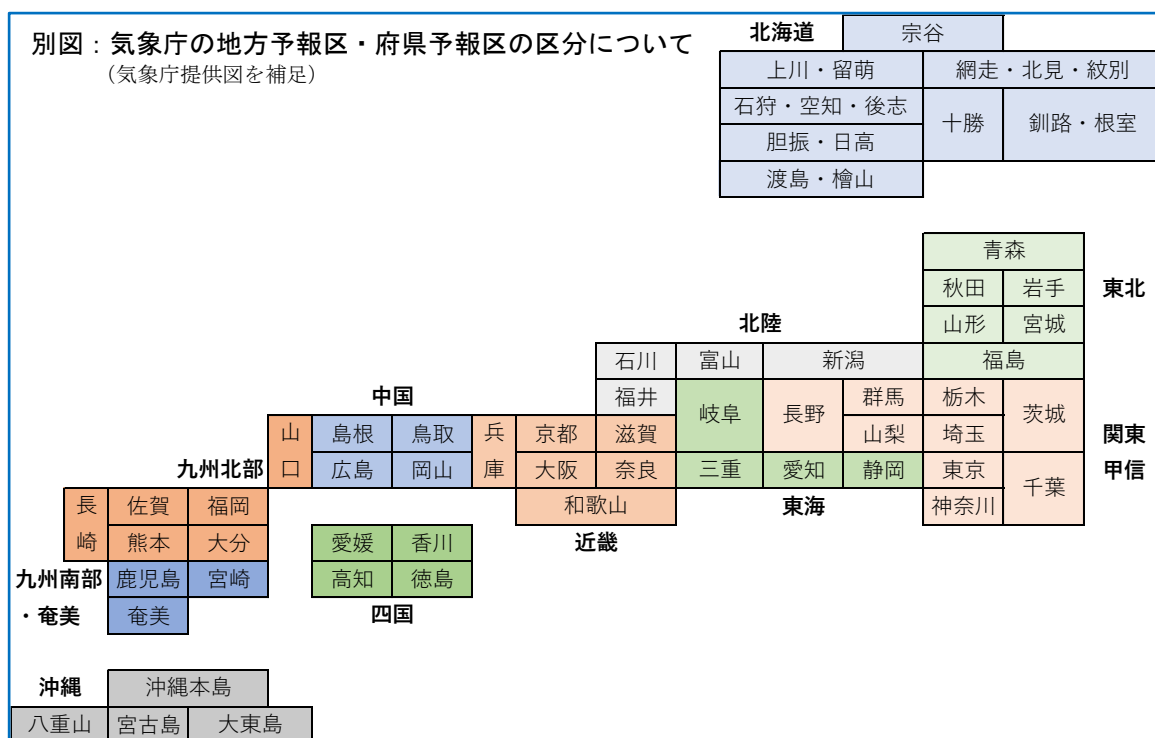 別図：気象庁の地方予報区・府県予報区の区分について
（気象庁提供図を補足）
北海道 宗谷
上川・留萌 網走・北見・紋別
石狩・空知・後志
十勝 釧路・根室
胆振・日高
渡島・檜山
青森
秋田 岩手 東北
山形 宮城
北陸
石川 富山 新潟 福島
中国
福井 岐阜 長野 群馬 栃木 茨城
山口 島根 鳥取 兵庫 京都 滋賀 山梨 埼玉 関東
九州北部 広島 岡山 大阪 奈良 三重 愛知 静岡 東京 甲信
長崎 佐賀 福岡 和歌山 東海 神奈川 千葉
熊本 大分 愛媛 香川 近畿
九州南部 鹿児島 宮崎 高知 徳島
・奄美 奄美 四国
沖縄 沖縄本島
八重山 宮古島 大東島